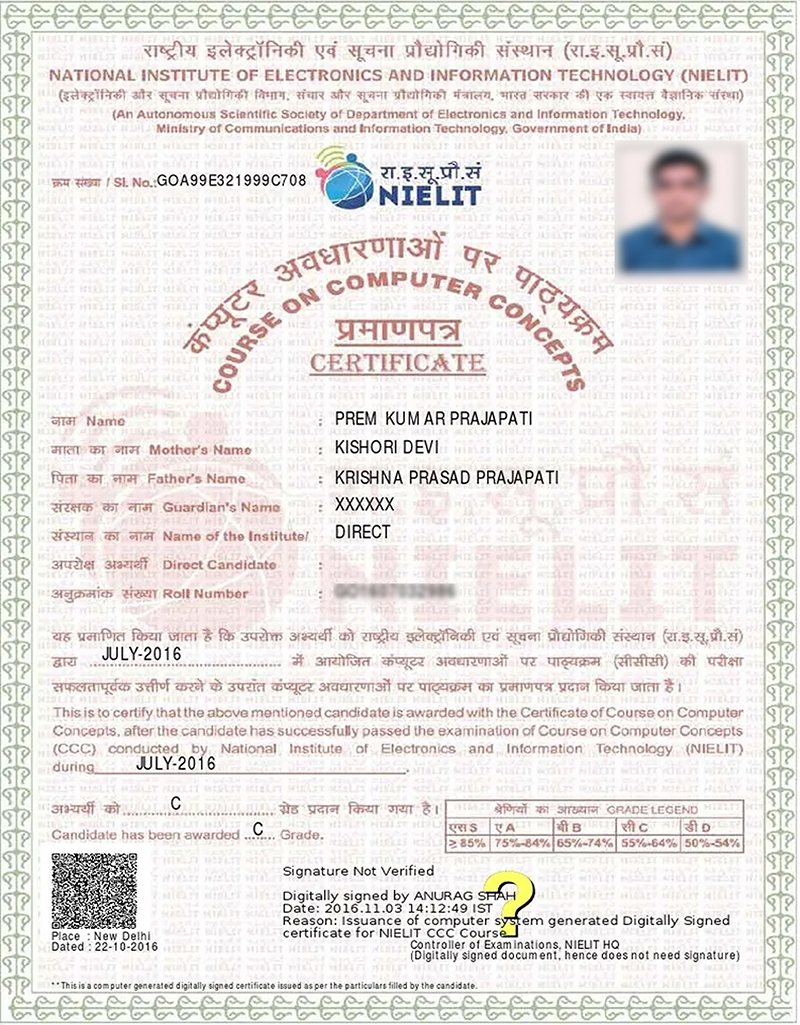 राष्ट्रीय इलेक्ट्रॉनिकी एवं सूचना प्रौद्योगिकी संस्थान (रा.इ.सू.प्रौ.सं)
NATIONAL INSTITUTE OF ELECTRONICS AND INFORMATION TECHNOLOGY (NIELIT)
(इलेक्ट्रॉनिकी और सूचना प्रौद्योगिकी विभाग, संचार और सूचना प्रौद्योगिकी मंत्रालय, भारत सरकार की एक स्वायत्त वैज्ञानिक संस्था)
(An Autonomous Scientific Society of Department of Electronics and Information Technology,
Ministry of Communications and Information Technology, Government of India)
क्रम संख्या / Sl. No.:GOA99E321999C708
रा.इ.सू.प्रौ.सं
NIELIT
कंप्यूटर अवधारणाओं पर पाठ्यक्रम
COURSE ON COMPUTER CONCEPTS
प्रमाणपत्र
CERTIFICATE
नाम Name : PREM KUMAR PRAJAPATI
माता का नाम Mother's Name : KISHORI DEVI
पिता का नाम Father's Name : KRISHNA PRASAD PRAJAPATI
संरक्षक का नाम Guardian's Name : XXXXXX
संस्थान का नाम Name of the Institute/ DIRECT
अपरोक्ष अभ्यर्थी Direct Candidate :
अनुक्रमांक संख्या Roll Number :
यह प्रमाणित किया जाता है कि उपरोक्त अभ्यर्थी को राष्ट्रीय इलेक्ट्रॉनिकी एवं सूचना प्रौद्योगिकी संस्थान (रा.इ.सू.प्रौ.सं)
द्वारा JULY-2016 में आयोजित कंप्यूटर अवधारणाओं पर पाठ्यक्रम (सीसीसी) की परीक्षा
सफलतापूर्वक उत्तीर्ण करने के उपरांत कंप्यूटर अवधारणाओं पर पाठ्यक्रम का प्रमाणपत्र प्रदान किया जाता है।
This is to certify that the above mentioned candidate is awarded with the Certificate of Course on Computer
Concepts, after the candidate has successfully passed the examination of Course on Computer Concepts
(CCC) conducted by National Institute of Electronics and Information Technology (NIELIT)
during JULY-2016.
अभ्यर्थी को C ग्रेड प्रदान किया गया है।
Candidate has been awarded ...C.... Grade.
श्रेणियों का आख्यान GRADE LEGEND
एस S ए A बी B सी C डी D
≥ 85% 75%-84% 65%-74% 55%-64% 50%-54%
Signature Not Verified
Digitally signed by ANURAG SHAH
Date: 2016.11.03 14:12:49 IST
Reason: Issuance of computer system generated Digitally Signed
certificate for NIELIT CCC Course
?
Place : New Delhi
Dated : 22-10-2016
Controller of Examinations, NIELIT HQ
(Digitally signed document, hence does not need signature)
**This is a computer generated digitally signed certificate issued as per the particulars filled by the candidate.